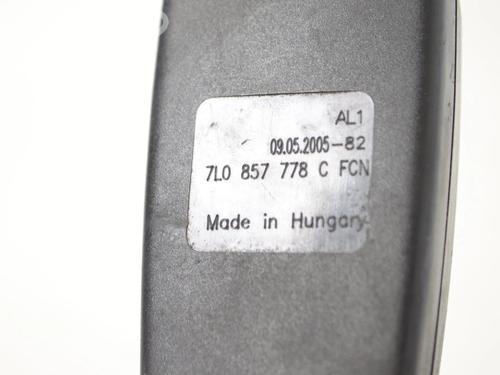 AL1
09.05.2005-82
7L0 857 778 C FCN
Made in Hungary